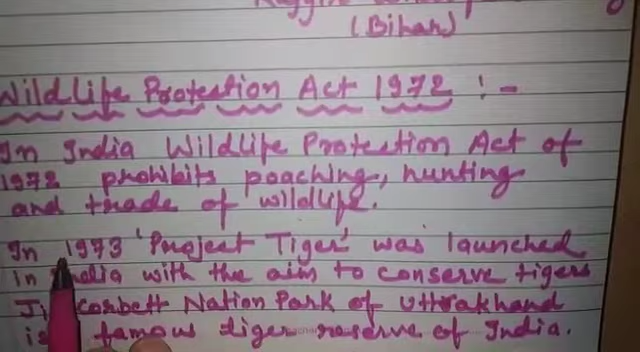 (Bihar)
Wildlife Protection Act 1972 :-
In India Wildlife Protection Act of
1972 prohibits poaching, hunting
and trade of wildlife.
In 1973 'Project Tiger' was launched
in India with the aim to conserve tigers
Corbett Nation Park of Uttrakhand
is famous tiger reserve of India.